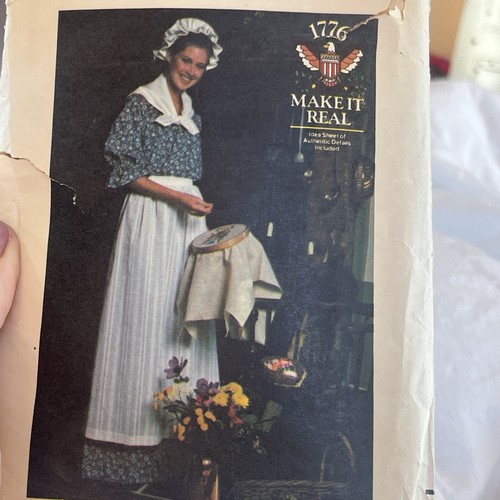 1776
MAKE IT
REAL
Idea Sheet of
Authentic Details
Included